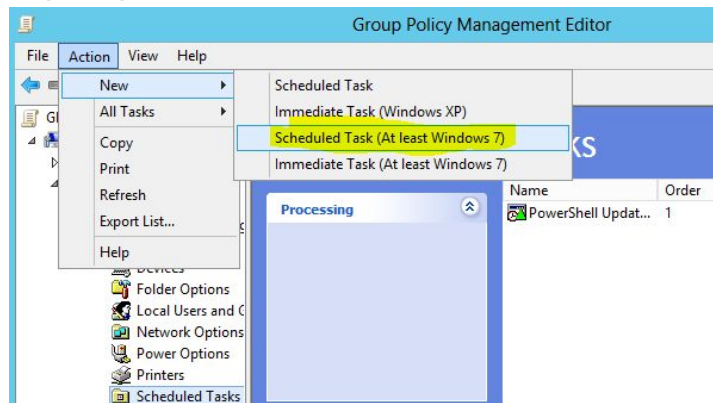 Group Policy Management Editor
File Action View Help
New
All Tasks
Copy
Print
Refresh
Export List...
Help
Scheduled Task
Immediate Task (Windows XP)
Scheduled Task (At least Windows 7)
Immediate Task (At least Windows 7)
Processing
Name Order
PowerShell Updat... 1
Devices
Folder Options
Local Users and
Network Options
Power Options
Printers
Scheduled Tasks